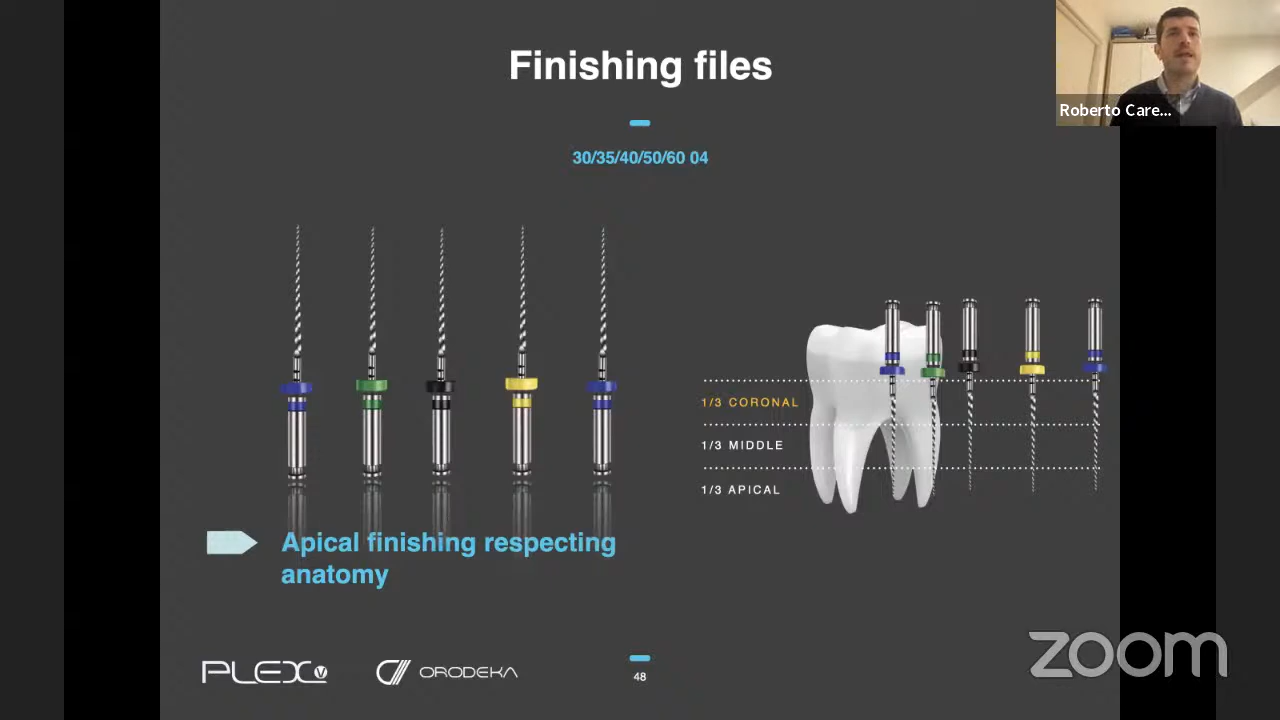 Finishing files
Roberto Care...
30/35/40/50/60 04
1/3 CORONAL
1/3 MIDDLE
1/3 APICAL
Apical finishing respecting
anatomy
PLEX V
ORODEKA
48
zoom